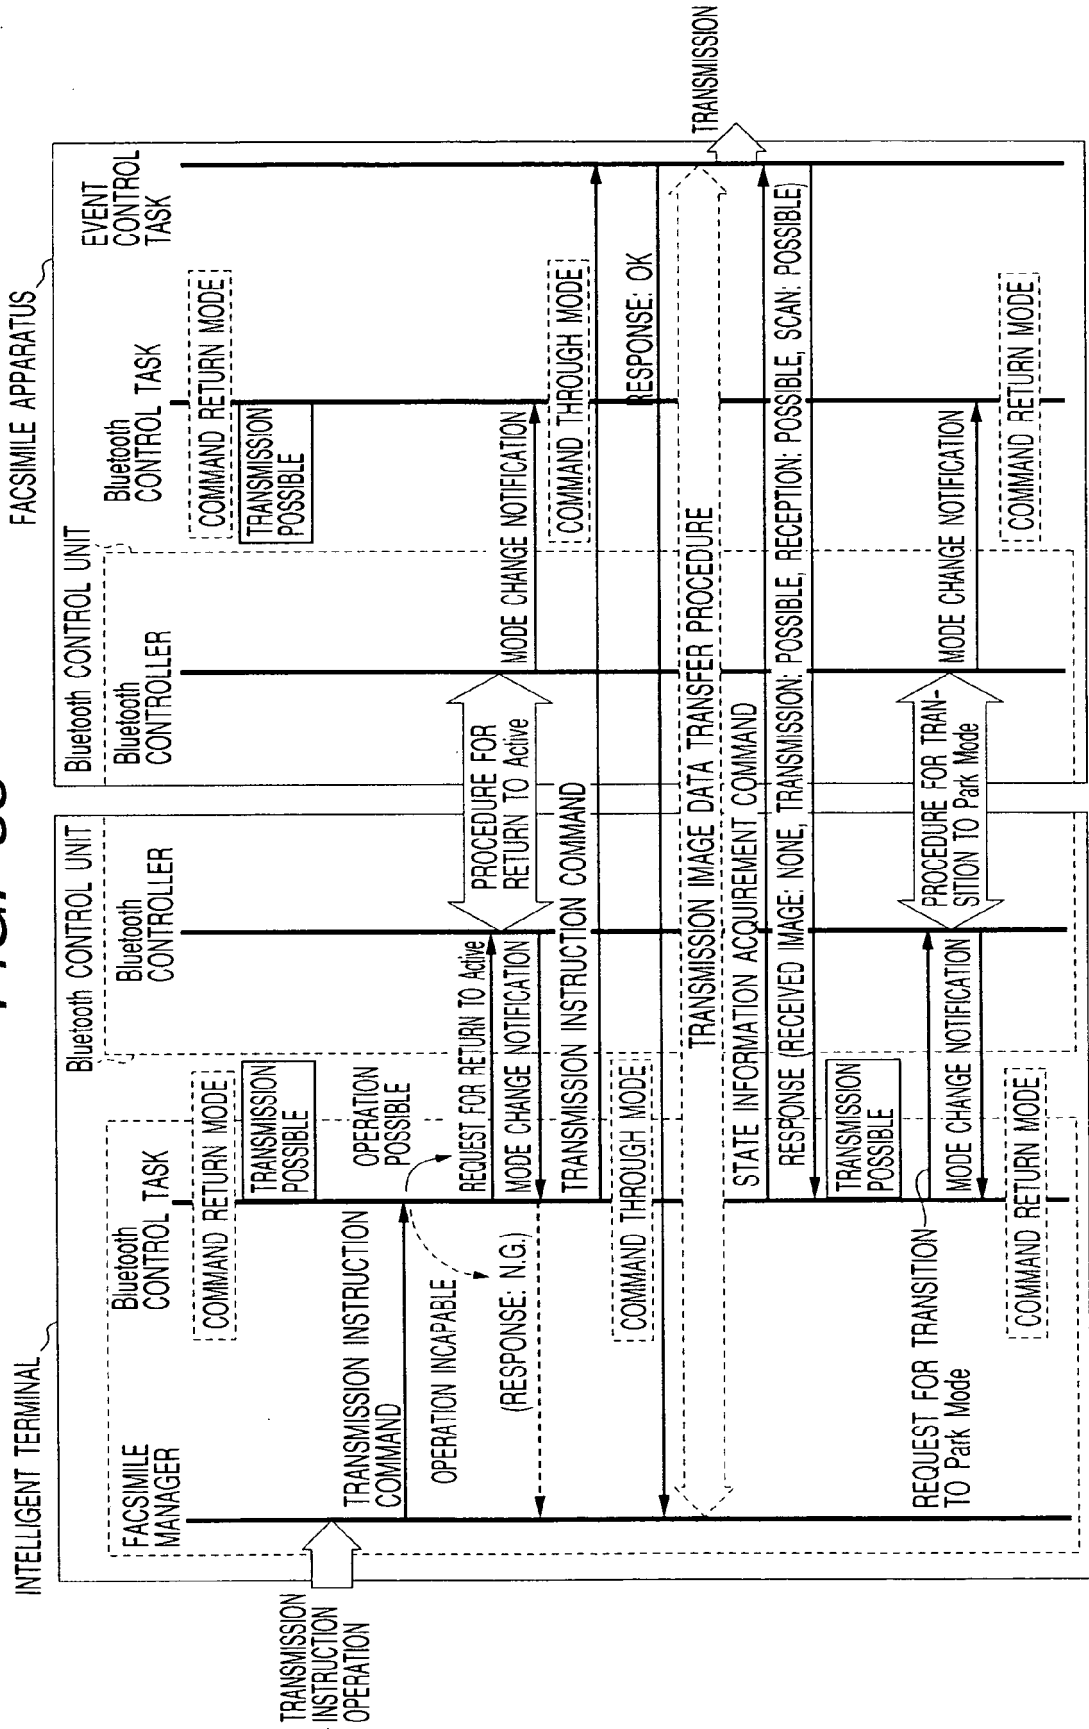 FIG. 38
INTELLIGENT TERMINAL
FACSIMILE APPARATUS
Bluetooth CONTROL UNIT
Bluetooth CONTROL UNIT
FACSIMILE
MANAGER
Bluetooth
CONTROL TASK
Bluetooth
CONTROLLER
Bluetooth
CONTROLLER
Bluetooth
CONTROL TASK
EVENT
CONTROL
TASK
COMMAND RETURN MODE
COMMAND RETURN MODE
TRANSMISSION
POSSIBLE
TRANSMISSION
POSSIBLE
TRANSMISSION
INSTRUCTION
OPERATION
TRANSMISSION INSTRUCTION
COMMAND
OPERATION
POSSIBLE
OPERATION INCAPABLE
REQUEST FOR RETURN TO Active
PROCEDURE FOR
RETURN TO Active
MODE CHANGE NOTIFICATION
MODE CHANGE NOTIFICATION
(RESPONSE: N.G.)
COMMAND THROUGH MODE
TRANSMISSION INSTRUCTION COMMAND
COMMAND THROUGH MODE
RESPONSE: OK
TRANSMISSION IMAGE DATA TRANSFER PROCEDURE
TRANSMISSION
STATE INFORMATION ACQUIREMENT COMMAND
RESPONSE (RECEIVED IMAGE: NONE, TRANSMISSION: POSSIBLE, RECEPTION: POSSIBLE, SCAN: POSSIBLE)
TRANSMISSION
POSSIBLE
REQUEST FOR TRANSITION
TO Park Mode
PROCEDURE FOR TRAN-
SITION TO Park Mode
MODE CHANGE NOTIFICATION
MODE CHANGE NOTIFICATION
COMMAND RETURN MODE
COMMAND RETURN MODE